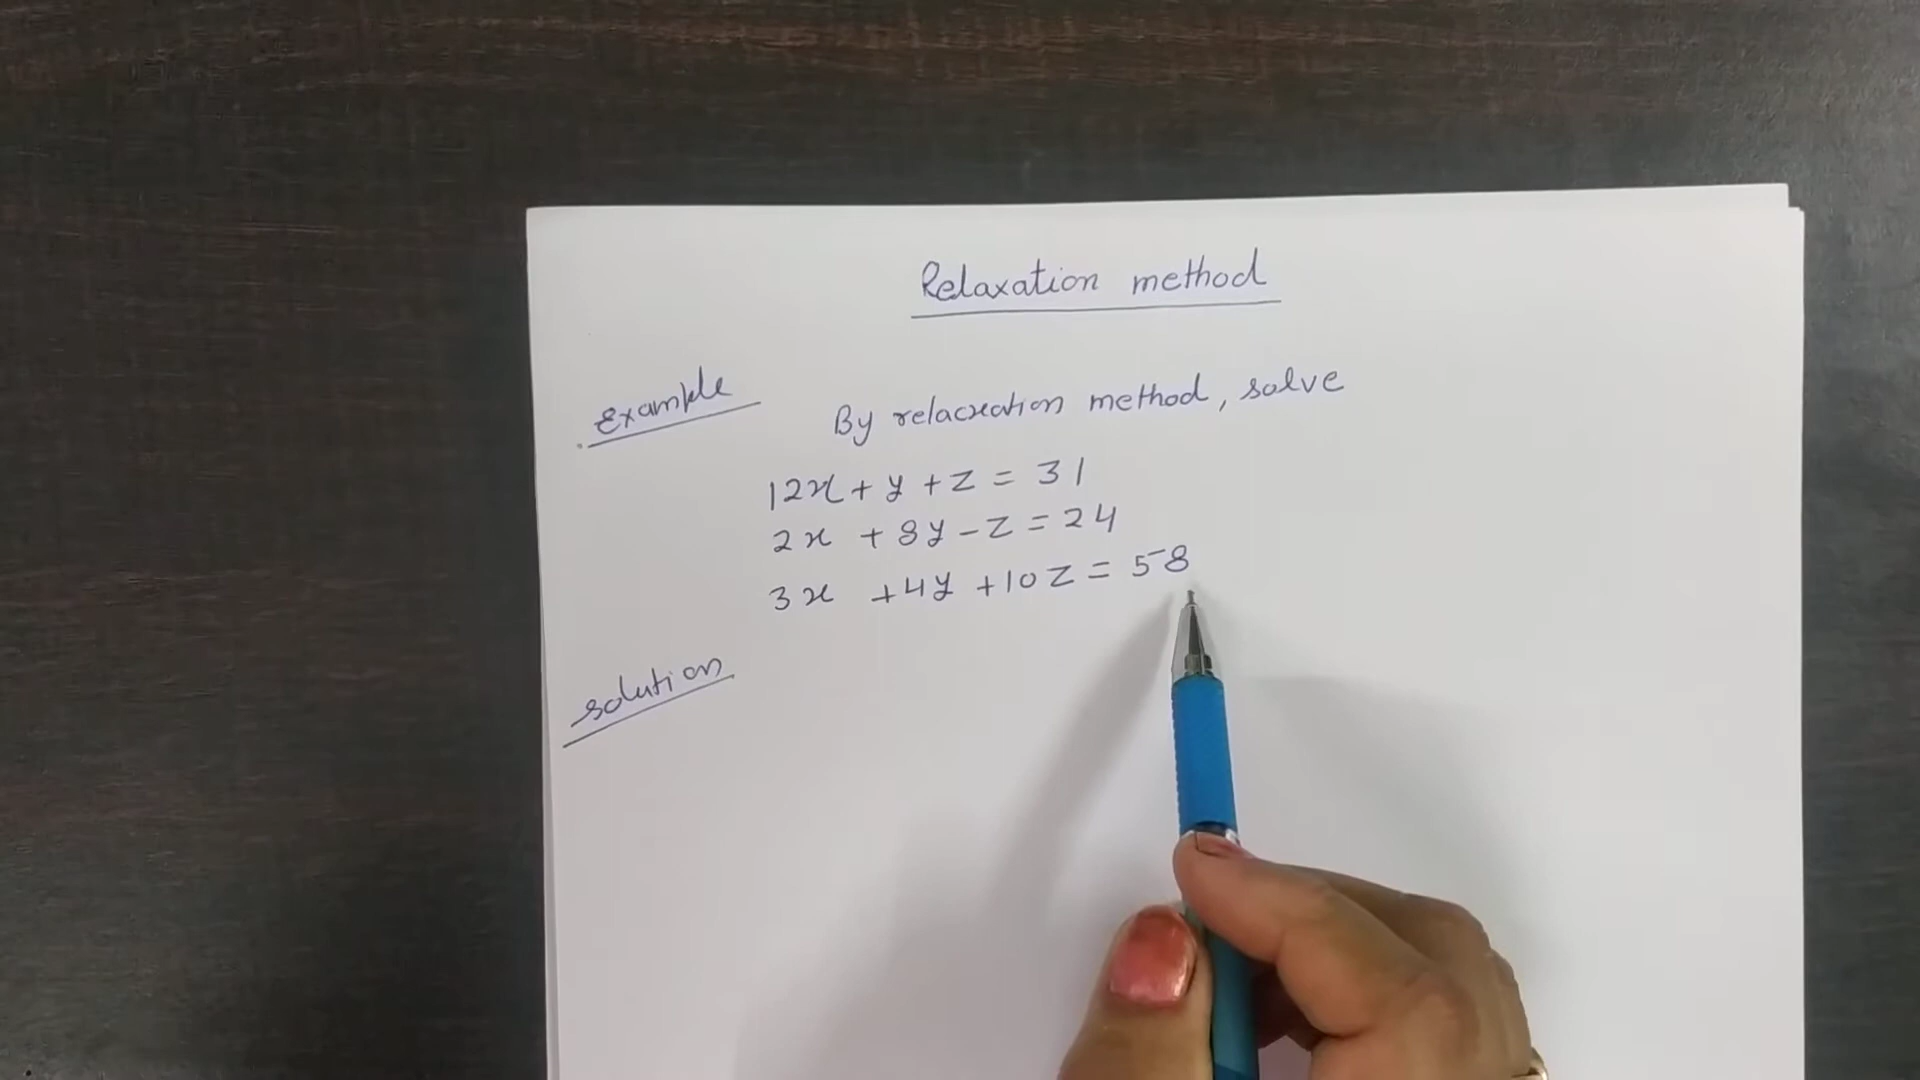 Relaxation method
Example
By relaxation method, solve
12x + y + z = 31
2x + 8y - z = 24
3x + 4y + 10z = 58
solution